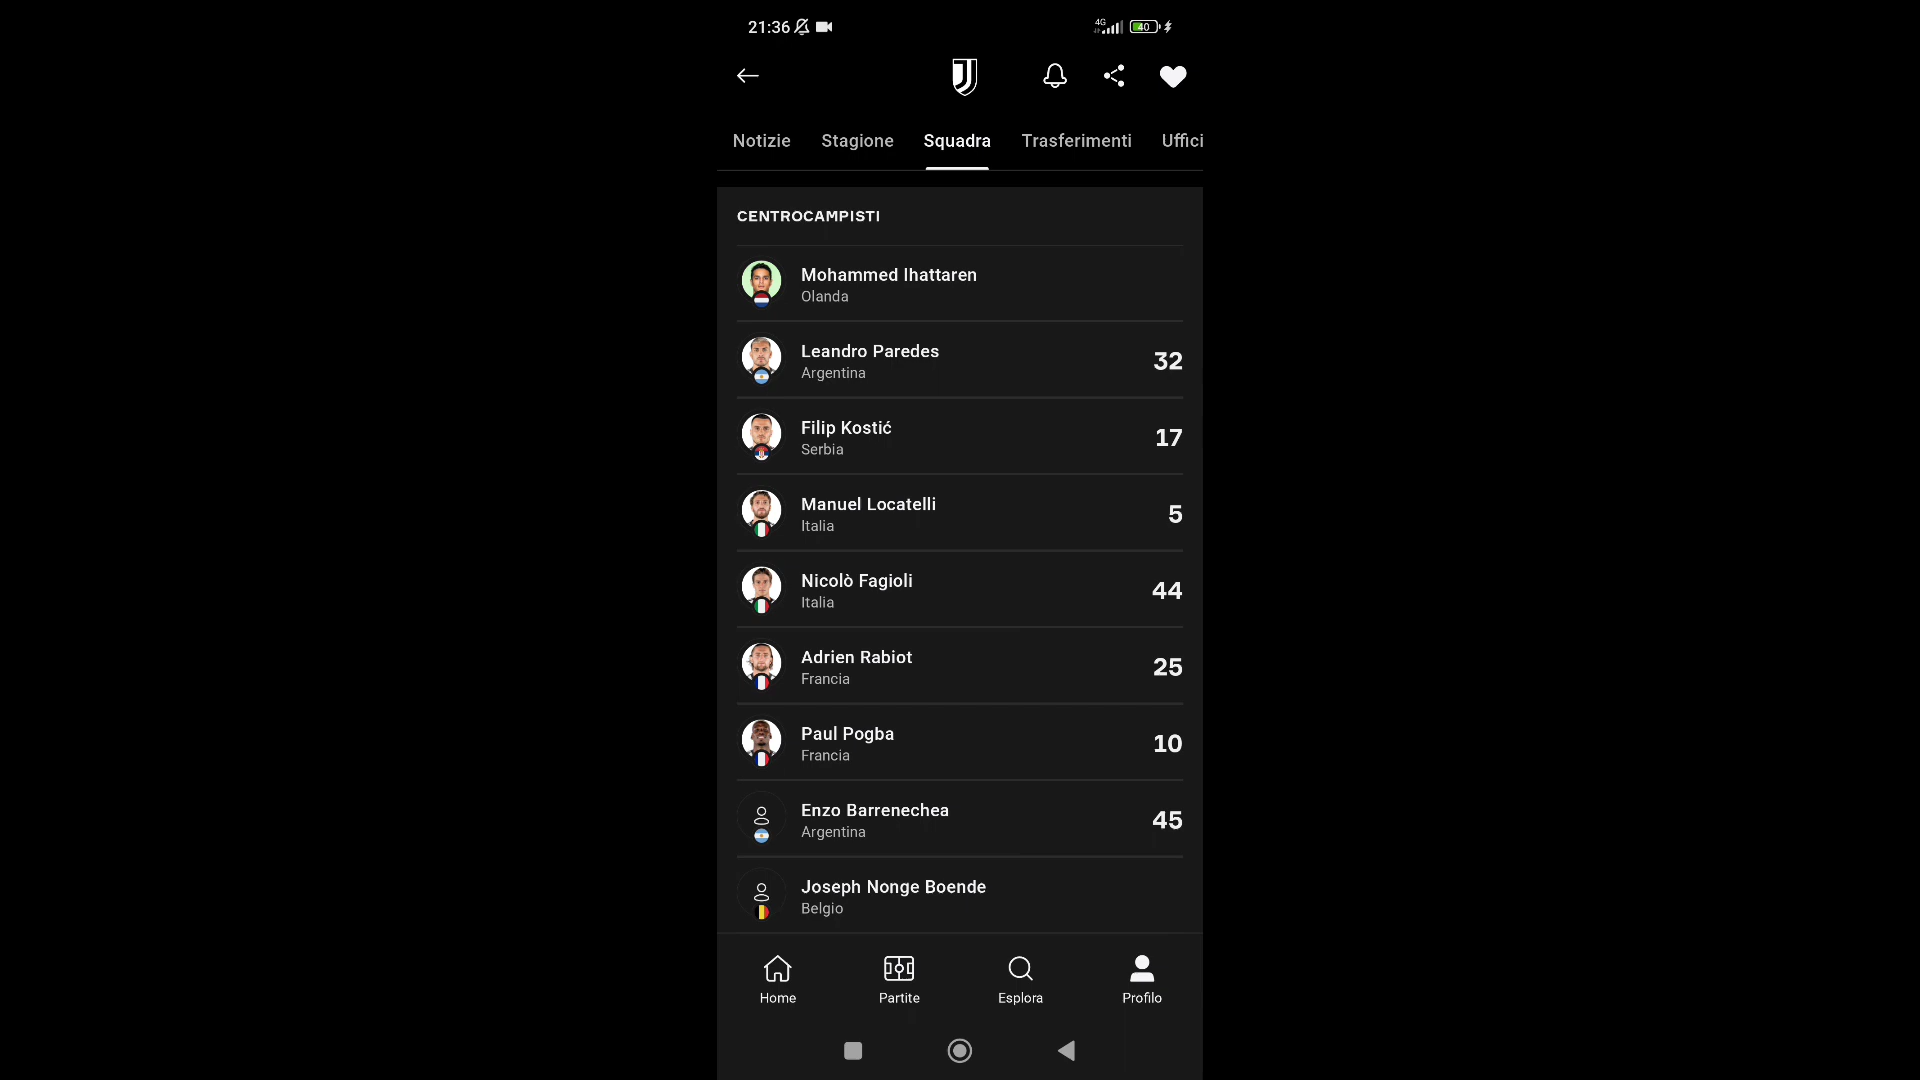 21:36
4G
40
Notizie Stagione Squadra Trasferimenti Uffici
CENTROCAMPISTI
Mohammed Ihattaren
Olanda
Leandro Paredes
Argentina
32
Filip Kostić
Serbia
17
Manuel Locatelli
Italia
5
Nicolò Fagioli
Italia
44
Adrien Rabiot
Francia
25
Paul Pogba
Francia
10
Enzo Barrenechea
Argentina
45
Joseph Nonge Boende
Belgio
Home Partite Esplora Profilo